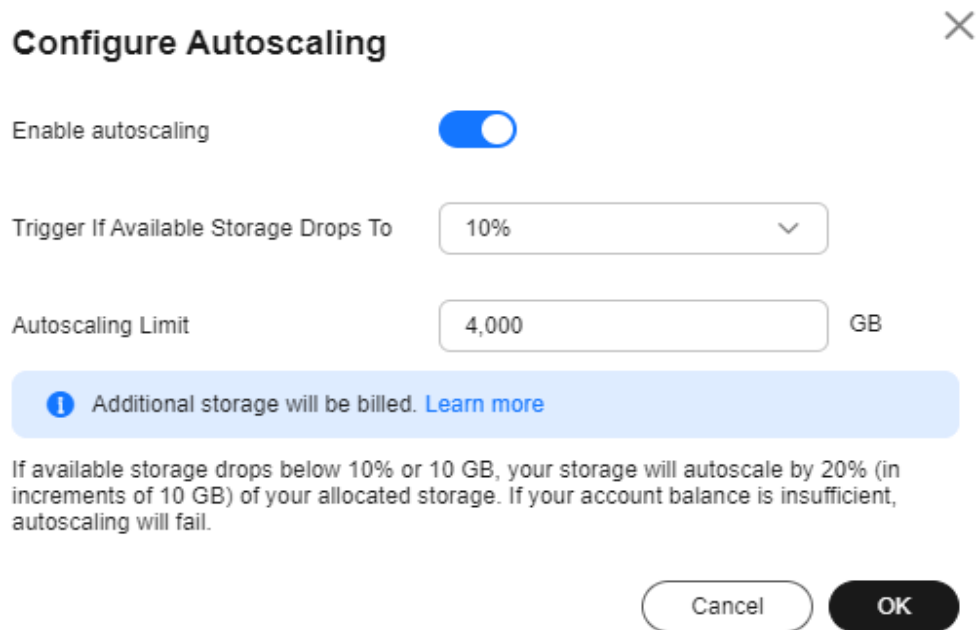 Configure Autoscaling
Enable autoscaling
Trigger If Available Storage Drops To 10%
Autoscaling Limit 4,000 GB
Additional storage will be billed. Learn more
If available storage drops below 10% or 10 GB, your storage will autoscale by 20% (in
increments of 10 GB) of your allocated storage. If your account balance is insufficient,
autoscaling will fail.
Cancel OK